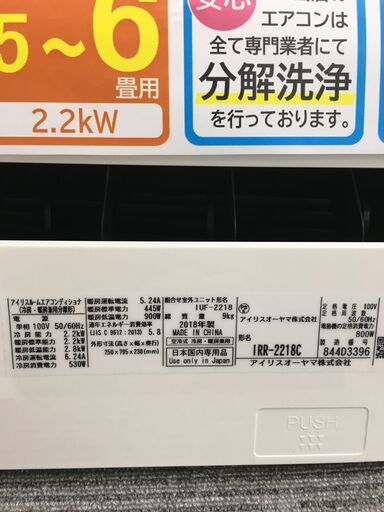 安心
エアコンは
全て専門業者にて
分解洗浄
を行っております。
5～6
畳用
2.2kW
アイリスルームエアコンディショナ
(冷房・暖房兼用分離形)
電源
単相 100V 50/60Hz
冷房能力 2.2kW
暖房標準能力 2.2kW
暖房低温能力 2.8kW
冷房運転電流 6.24A
冷房消費電力 530W
暖房運転電流 5.24A
暖房標準電力 445W
暖房低温電力 900W
通年エネルギー消費効率
(JIS C 9612:2013) 5.8
外形寸法(高さ×幅×奥行)
250×795×230(mm)
組合せ室外ユニット形名
IUF-2218
質量 9kg
2018年製
MADE IN CHINA
空冷式 冷房・暖房兼用
日本国内専用品
Use only in Japan
アイリスオーヤマ株式会社
形名
IRR-2218C
定格電圧 100V
定格周波数
50/60Hz
電動機の定格消費電力
800W
製造番号
844D3396
アイリスオーヤマ株式会社
PUSH